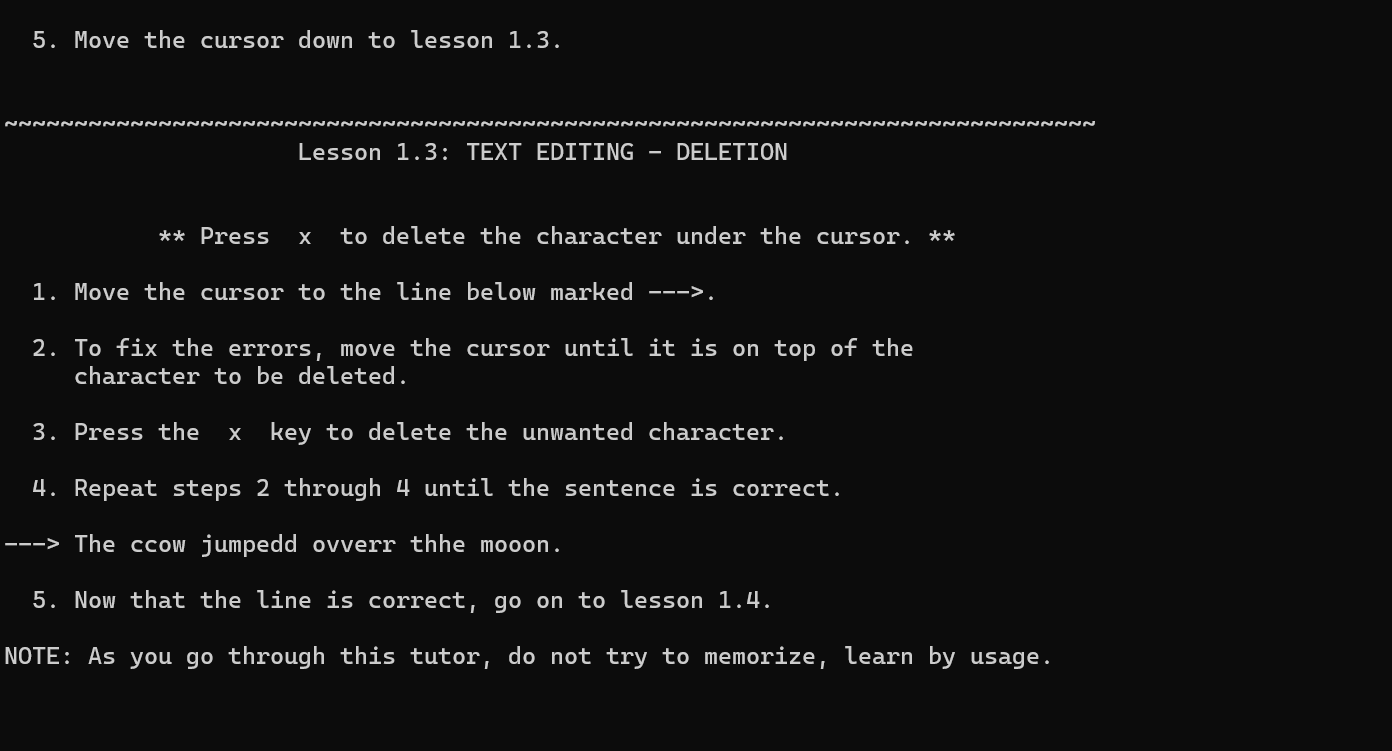 5. Move the cursor down to lesson 1.3.
~~~~~~~~~~~~~~~~~~~~~~~~~~~~~~~~~~~~~~~~~~~~~~~~~~~~~~~~~~~~~~~~~~~~~~~~~~~~~~
Lesson 1.3: TEXT EDITING - DELETION
** Press  x  to delete the character under the cursor. **
1. Move the cursor to the line below marked --->.
2. To fix the errors, move the cursor until it is on top of the
character to be deleted.
3. Press the  x  key to delete the unwanted character.
4. Repeat steps 2 through 4 until the sentence is correct.
---> The ccow jumpedd ovverr thhe mooon.
5. Now that the line is correct, go on to lesson 1.4.
NOTE: As you go through this tutor, do not try to memorize, learn by usage.